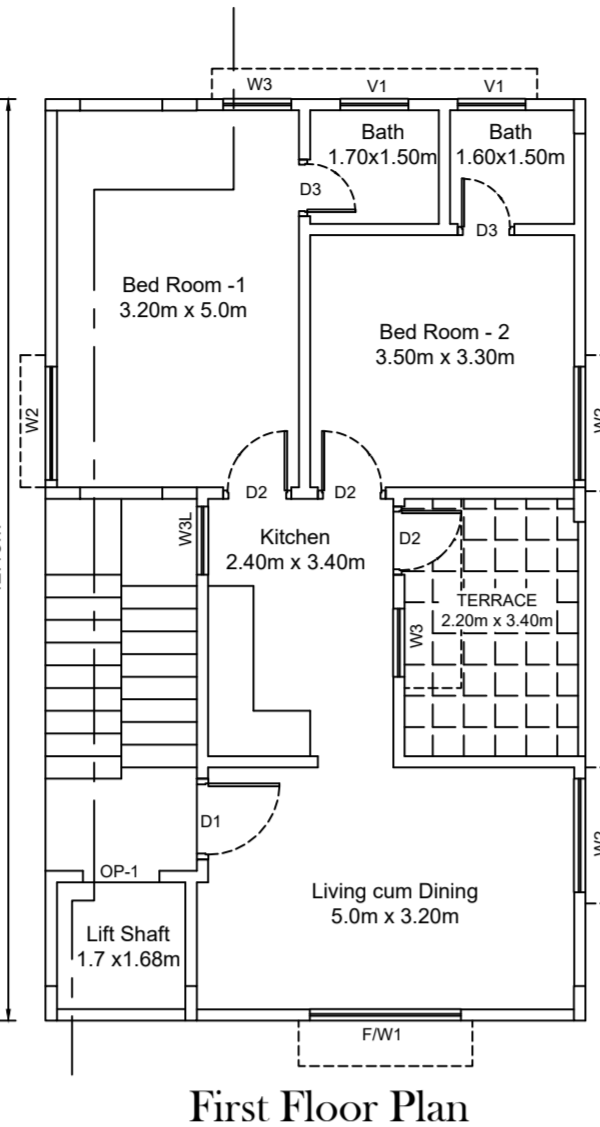 W3
V1
V1
Bath
1.70x1.50m
Bath
1.60x1.50m
D3
D3
Bed Room -1
3.20m x 5.0m
Bed Room - 2
3.50m x 3.30m
W2
D2
D2
W3L
Kitchen
2.40m x 3.40m
D2
TERRACE
2.20m x 3.40m
W3
D1
OP-1
Living cum Dining
5.0m x 3.20m
Lift Shaft
1.7 x1.68m
F/W1
First Floor Plan